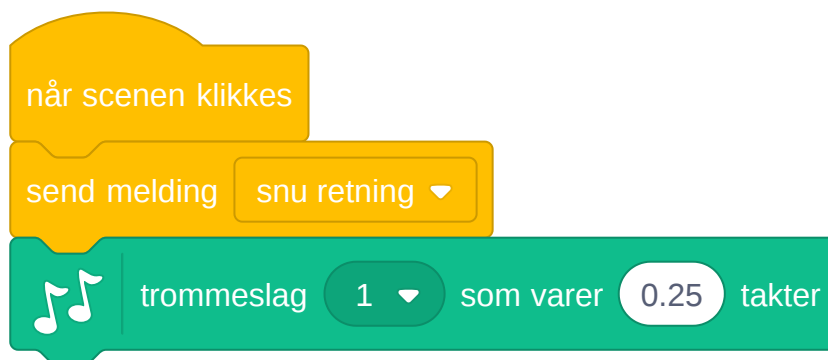 når scenen klikkes
send melding snu retning
trommeslag 1 som varer 0.25 takter